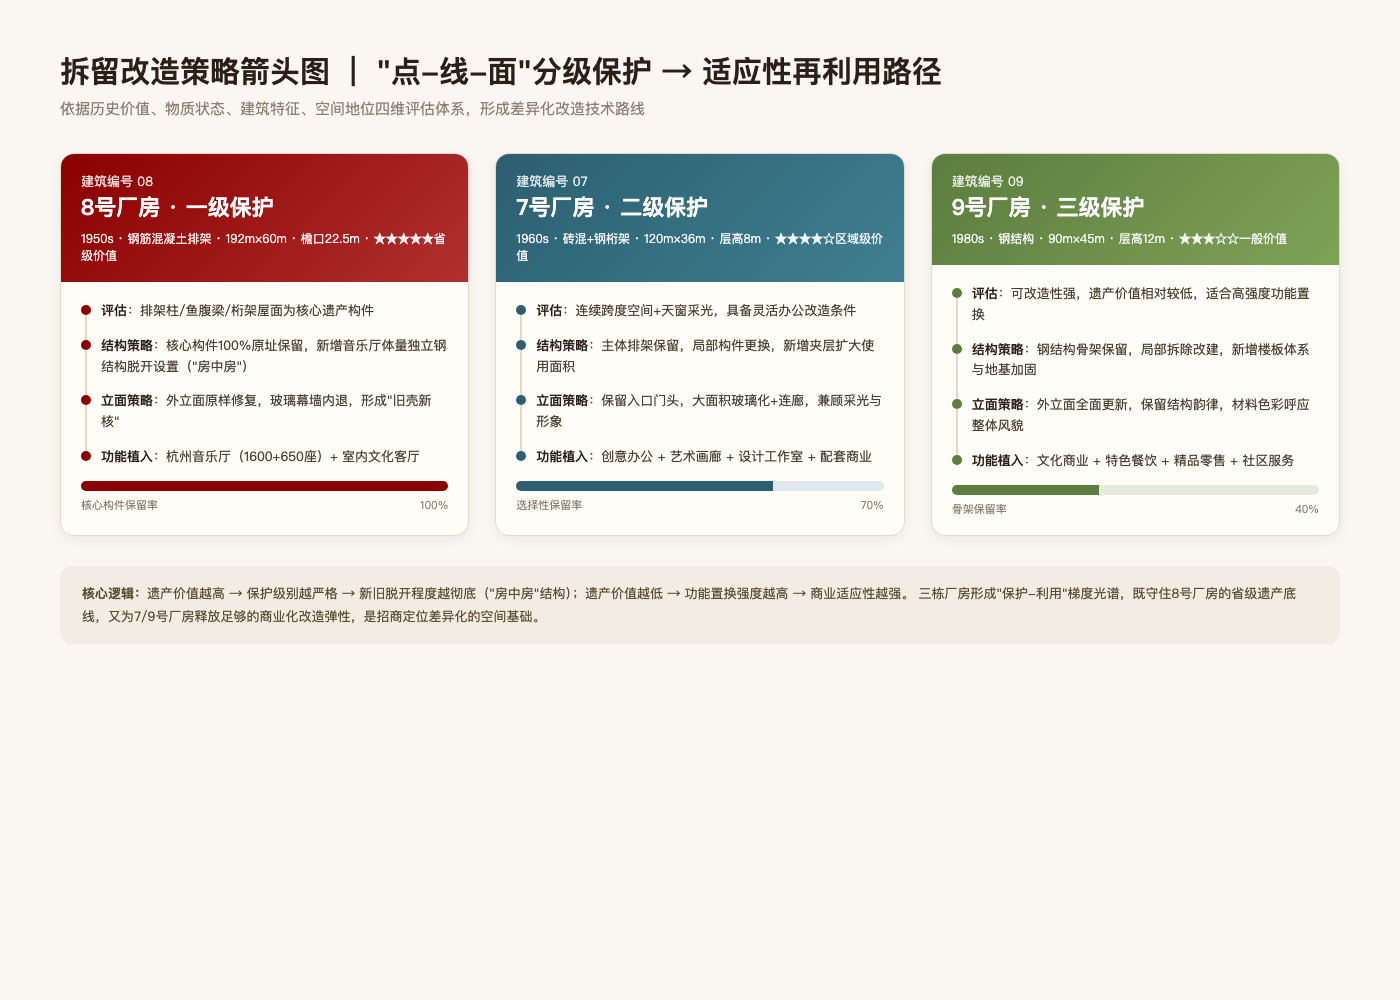 拆留改造策略箭头图 ｜ "点–线–面"分级保护 → 适应性再利用路径
依据历史价值、物质状态、建筑特征、空间地位四维评估体系，形成差异化改造技术路线
建筑编号 08
8号厂房 · 一级保护
1950s · 钢筋混凝土排架 · 192m×60m · 檐口22.5m · ★★★★★省
级价值
评估：排架柱/鱼腹梁/桁架屋面为核心遗产构件
结构策略：核心构件100%原址保留，新增音乐厅体量独立钢
结构脱开设置（"房中房"）
立面策略：外立面原样修复，玻璃幕墙内退，形成"旧壳新
核"
功能植入：杭州音乐厅（1600+650座）+ 室内文化客厅
核心构件保留率 100%
建筑编号 07
7号厂房 · 二级保护
1960s · 砖混+钢桁架 · 120m×36m · 层高8m · ★★★★☆区域级价
值
评估：连续跨度空间+天窗采光，具备灵活办公改造条件
结构策略：主体排架保留，局部构件更换，新增夹层扩大使
用面积
立面策略：保留入口门头，大面积玻璃化+连廊，兼顾采光与
形象
功能植入：创意办公 + 艺术画廊 + 设计工作室 + 配套商业
选择性保留率 70%
建筑编号 09
9号厂房 · 三级保护
1980s · 钢结构 · 90m×45m · 层高12m · ★★★☆☆一般价值
评估：可改造性强，遗产价值相对较低，适合高强度功能置
换
结构策略：钢结构骨架保留，局部拆除改建，新增楼板体系
与地基加固
立面策略：外立面全面更新，保留结构韵律，材料色彩呼应
整体风貌
功能植入：文化商业 + 特色餐饮 + 精品零售 + 社区服务
骨架保留率 40%
核心逻辑：遗产价值越高 → 保护级别越严格 → 新旧脱开程度越彻底（"房中房"结构）；遗产价值越低 → 功能置换强度越高 → 商业适应性越强。 三栋厂房形成"保护–利用"梯度光谱，既守住8号厂房的省级遗产底
线，又为7/9号厂房释放足够的商业化改造弹性，是招商定位差异化的空间基础。